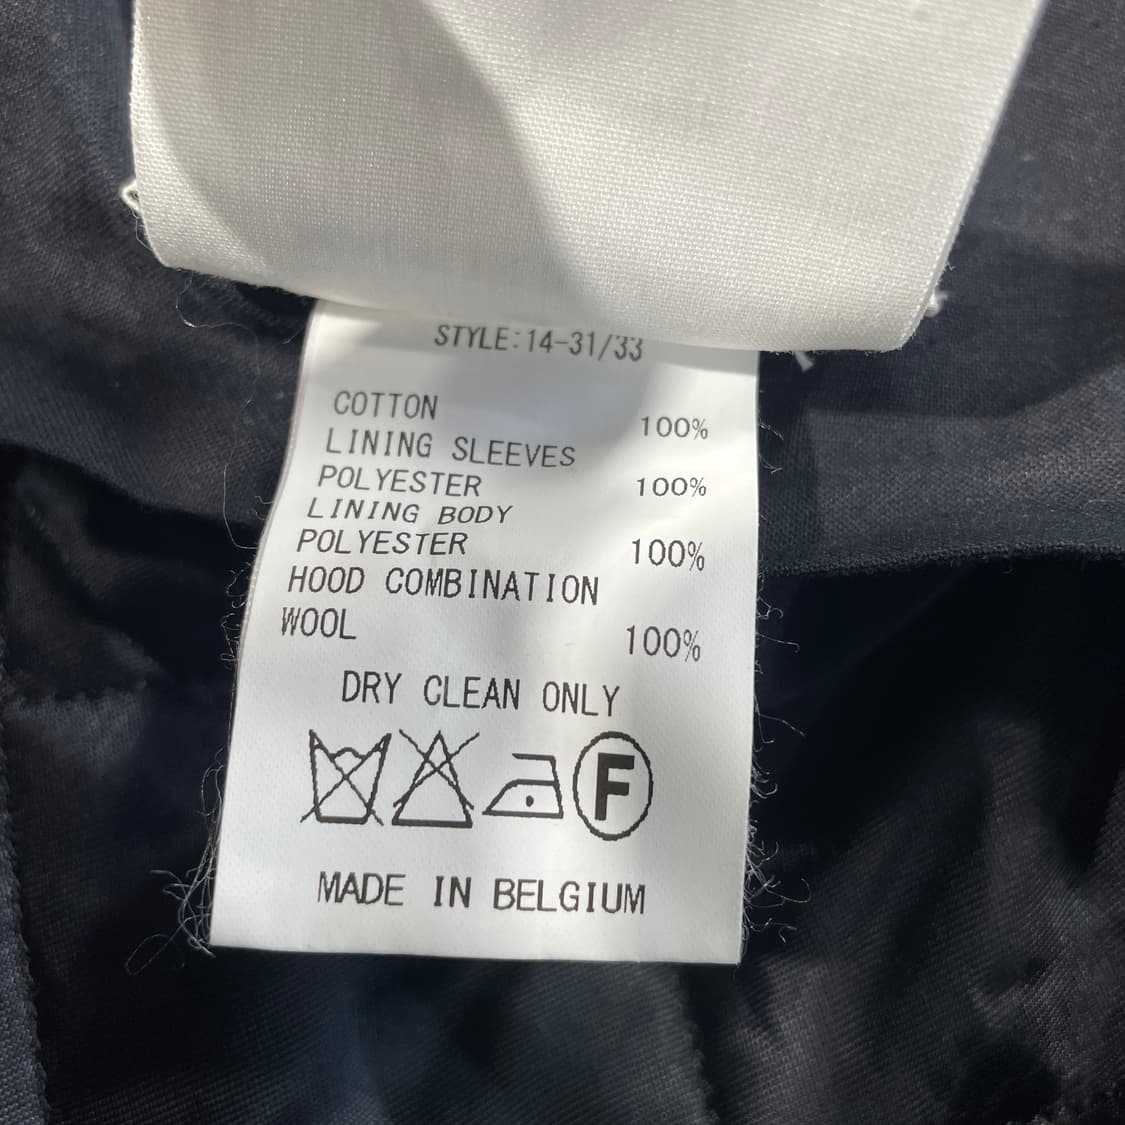 STYLE:14-31/33
COTTON 100%
LINING SLEEVES
POLYESTER 100%
LINING BODY
POLYESTER 100%
HOOD COMBINATION
WOOL 100%
DRY CLEAN ONLY
F
MADE IN BELGIUM